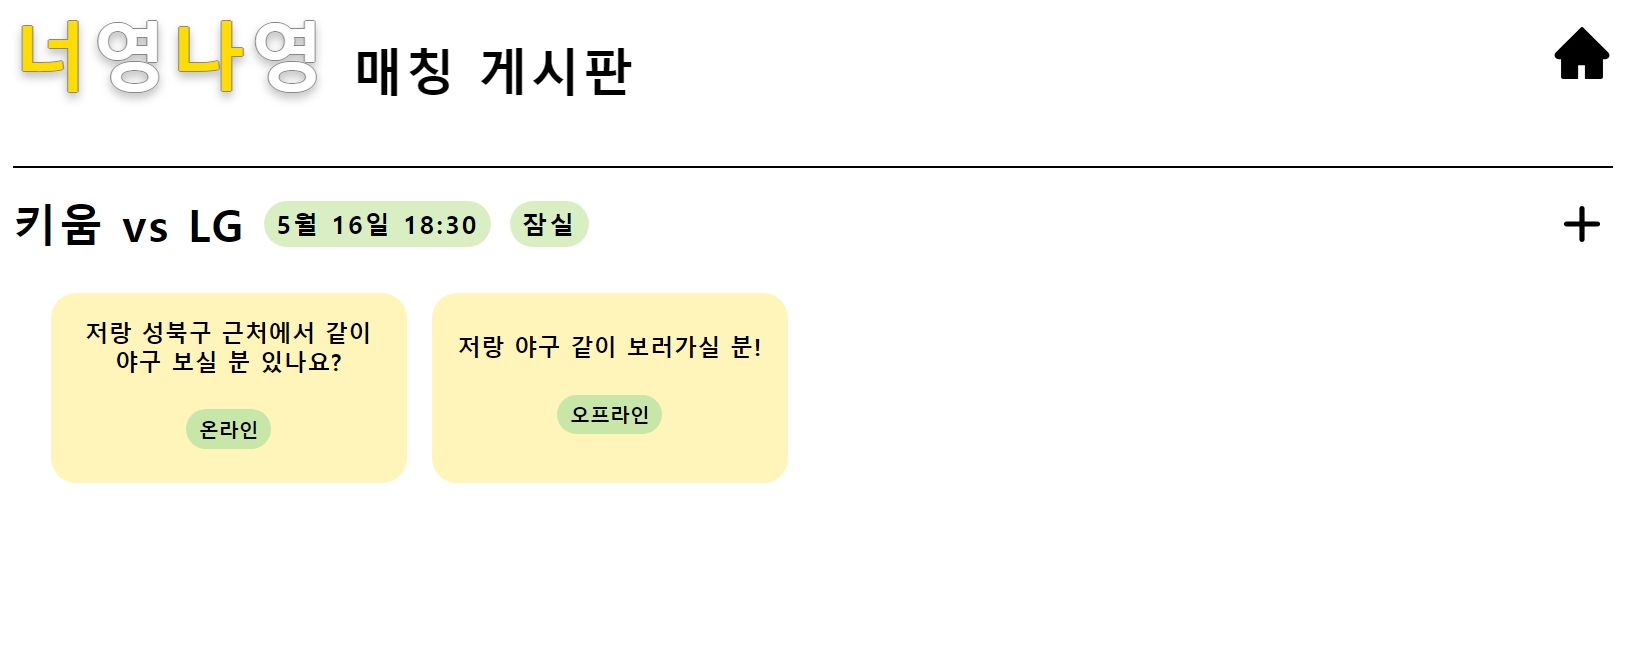 너영나영 매칭 게시판
키움 vs LG 5월 16일 18:30 잠실
저랑 성북구 근처에서 같이
야구 보실 분 있나요?
온라인
저랑 야구 같이 보러가실 분!
오프라인